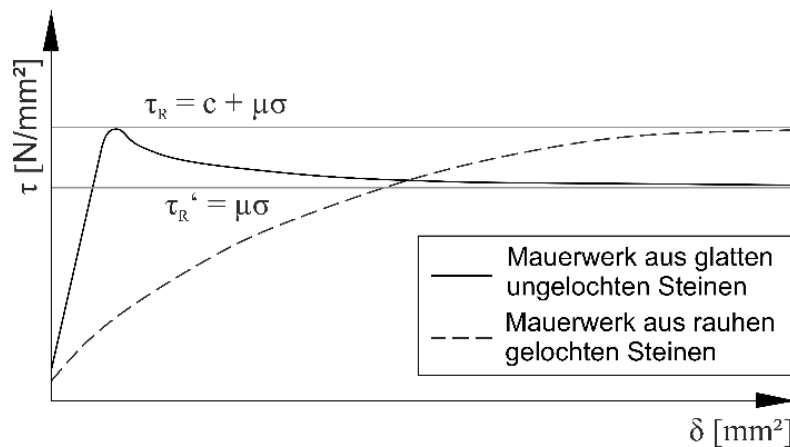 τ [N/mm²]
τR = c + μσ
τR‘ = μσ
Mauerwerk aus glatten
ungelochten Steinen
Mauerwerk aus rauhen
gelochten Steinen
δ [mm²]